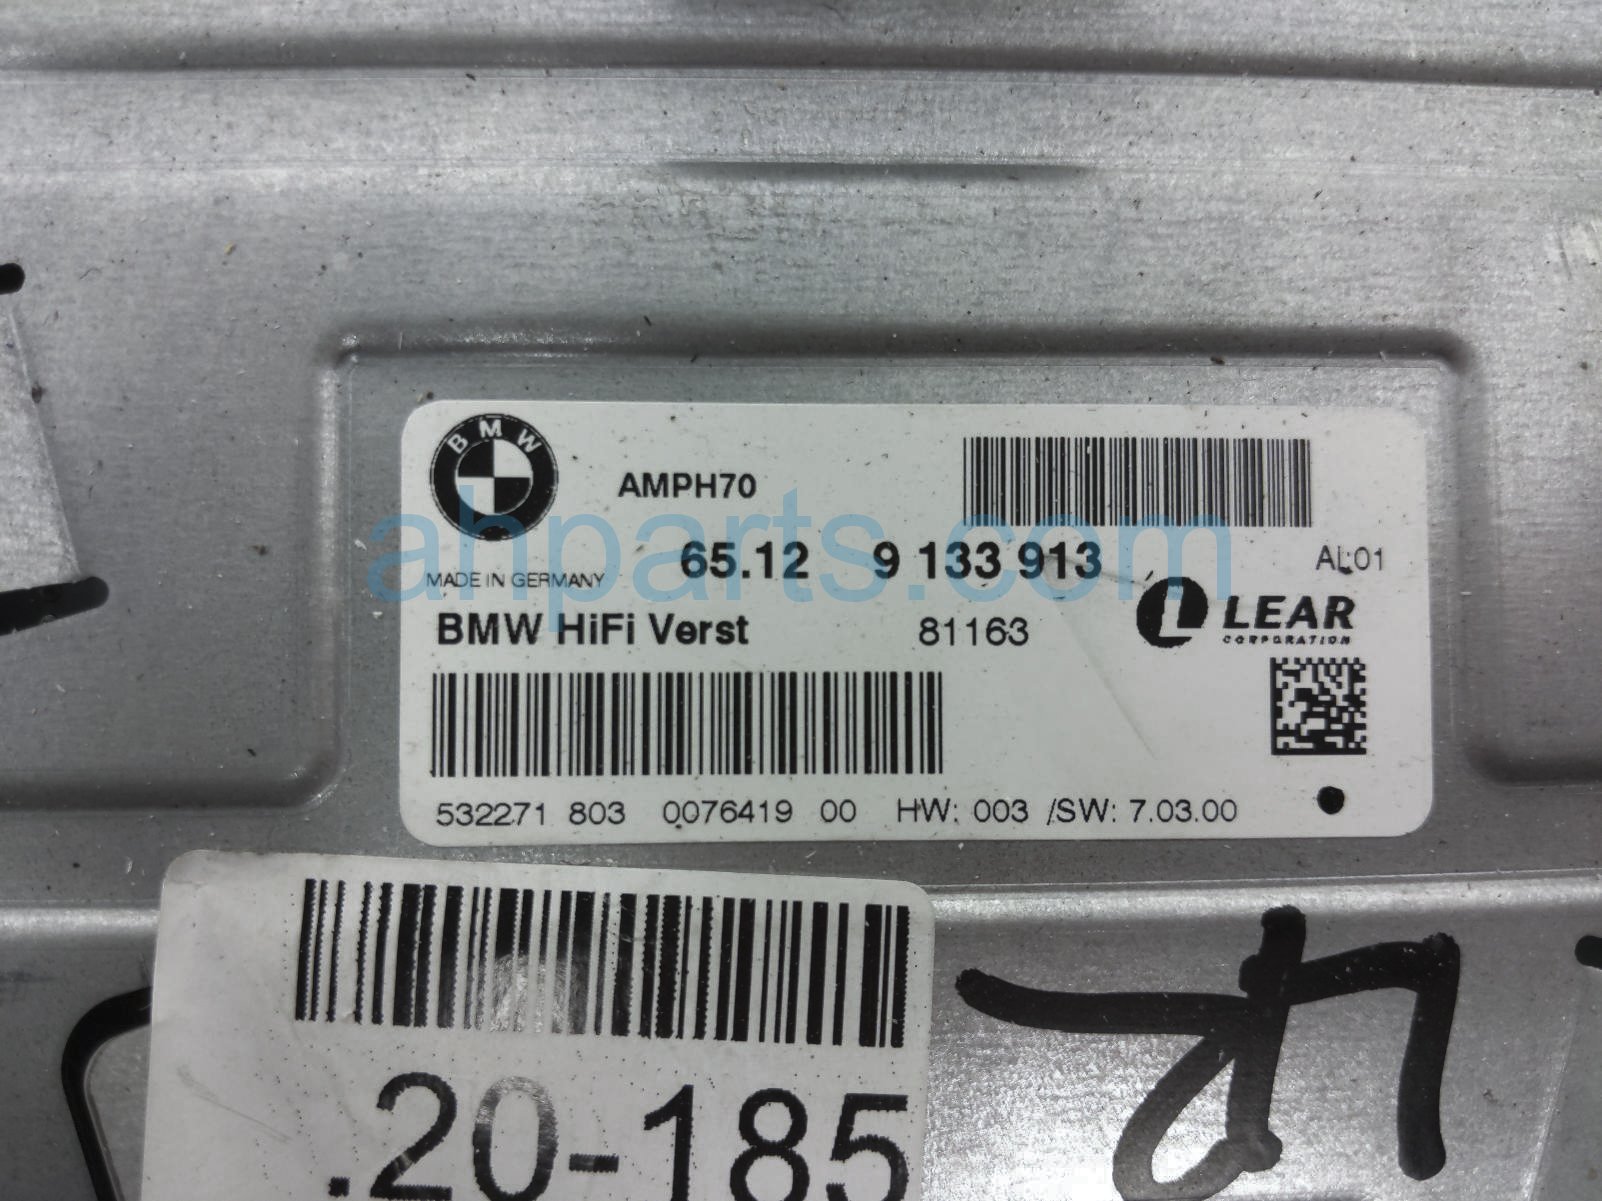 BMW
AMPH70
65.12 9 133 913
AI:01
MADE IN GERMANY
BMW HiFi Verst 81163
LEAR
CORPORATION
532271 803 0076419 00 HW: 003 /SW: 7.03.00
ahparts.com
.20-185